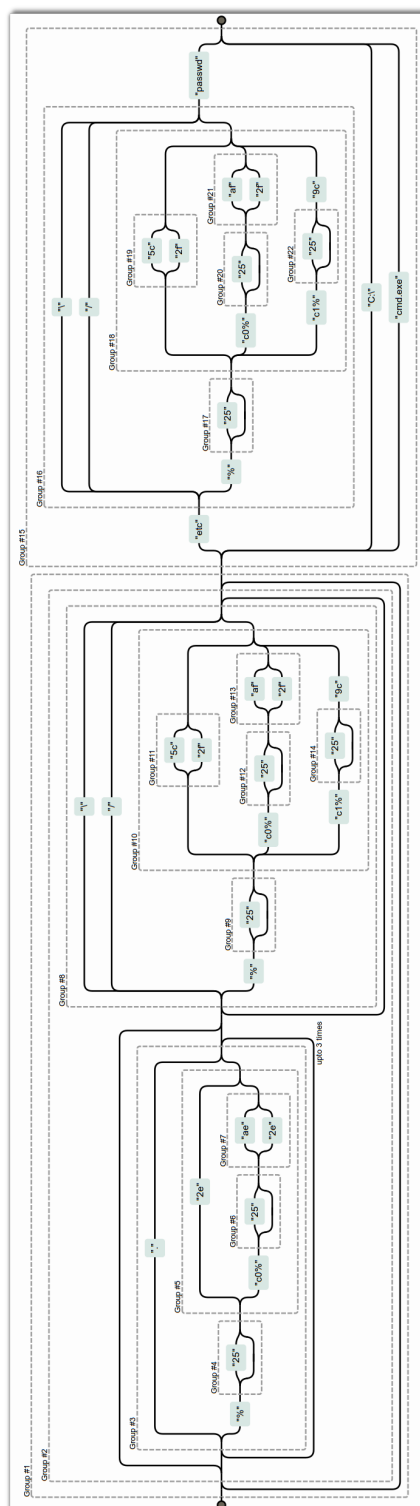 Group #1
Group #2
Group #3
"."
"%"
Group #4
"25"
Group #5
"2e"
"c0%"
Group #6
"25"
Group #7
"ae"
"2e"
upto 3 times
Group #8
"\"
"/"
"%"
Group #9
"25"
Group #10
Group #11
"5c"
"2f"
"c0%"
Group #12
"25"
Group #13
"af"
"2f"
"c1%"
Group #14
"25"
"9c"
Group #15
"etc"
Group #16
"\"
"/"
"%"
Group #17
"25"
Group #18
Group #19
"5c"
"2f"
"c0%"
Group #20
"25"
Group #21
"af"
"2f"
"c1%"
Group #22
"25"
"9c"
"passwd"
"C:\"
"cmd.exe"